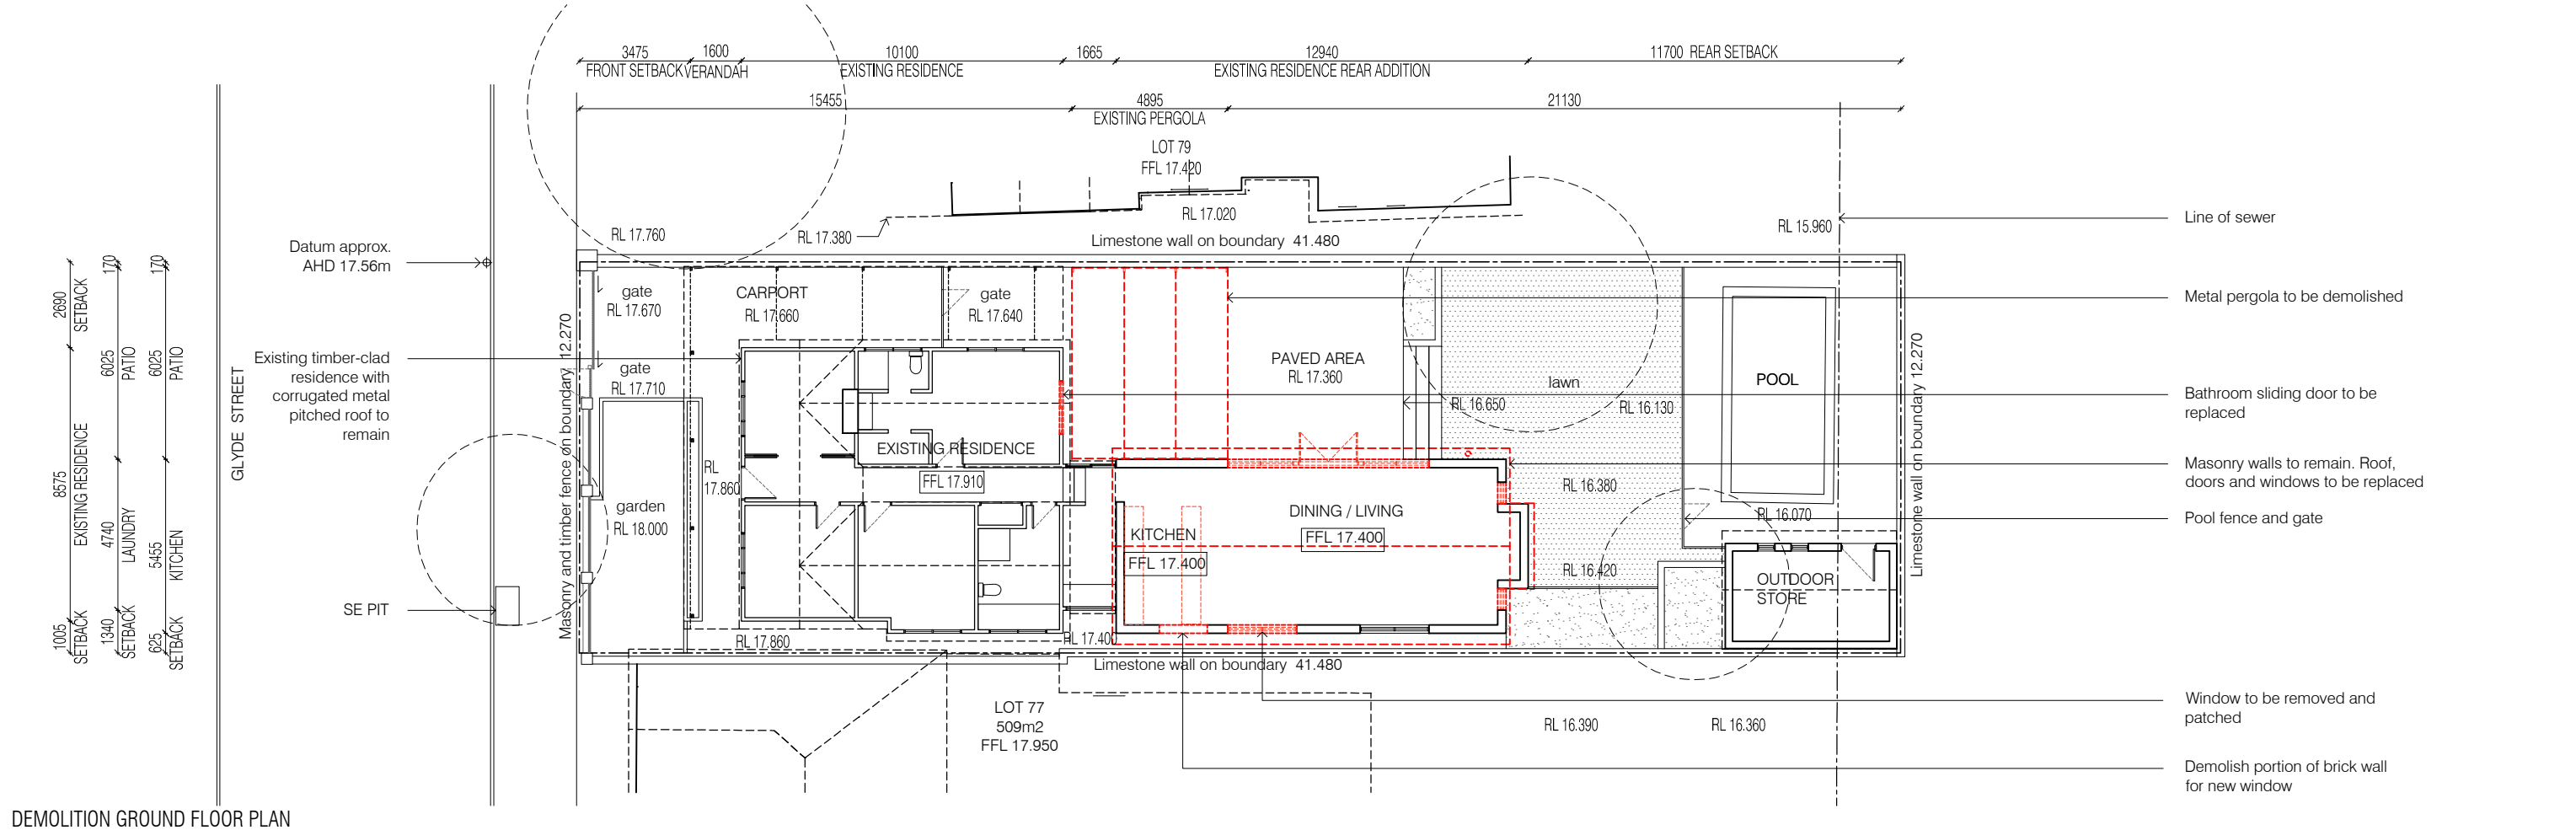 3475
1600
10100
1665
12940
11700 REAR SETBACK
FRONT SETBACK
VERANDAH
EXISTING RESIDENCE
EXISTING RESIDENCE REAR ADDITION
15455
4895
21130
EXISTING PERGOLA
LOT 79
FFL 17.420
RL 17.020
RL 17.760
RL 17.380
Limestone wall on boundary 41.480
RL 15.960
Line of sewer
Datum approx.
AHD 17.56m
170
170
2690
SETBACK
6025
PATIO
6025
PATIO
8575
EXISTING RESIDENCE
4740
LAUNDRY
5455
KITCHEN
1005
SETBACK
1340
SETBACK
625
SETBACK
GLYDE STREET
Existing timber-clad
residence with
corrugated metal
pitched roof to
remain
SE PIT
Masonry and timber fence on boundary 12.270
gate
RL 17.670
CARPORT
RL 17.660
gate
RL 17.640
gate
RL 17.710
RL
17.860
garden
RL 18.000
EXISTING RESIDENCE
FFL 17.910
RL 17.860
RL 17.400
PAVED AREA
RL 17.360
RL 16.650
lawn
RL 16.130
POOL
KITCHEN
FFL 17.400
DINING / LIVING
FFL 17.400
RL 16.380
RL 16.420
RL 16.070
OUTDOOR
STORE
Limestone wall on boundary 12.270
Metal pergola to be demolished
Bathroom sliding door to be
replaced
Masonry walls to remain. Roof,
doors and windows to be replaced
Pool fence and gate
Limestone wall on boundary 41.480
LOT 77
509m2
FFL 17.950
RL 16.390
RL 16.360
Window to be removed and
patched
Demolish portion of brick wall
for new window
DEMOLITION GROUND FLOOR PLAN